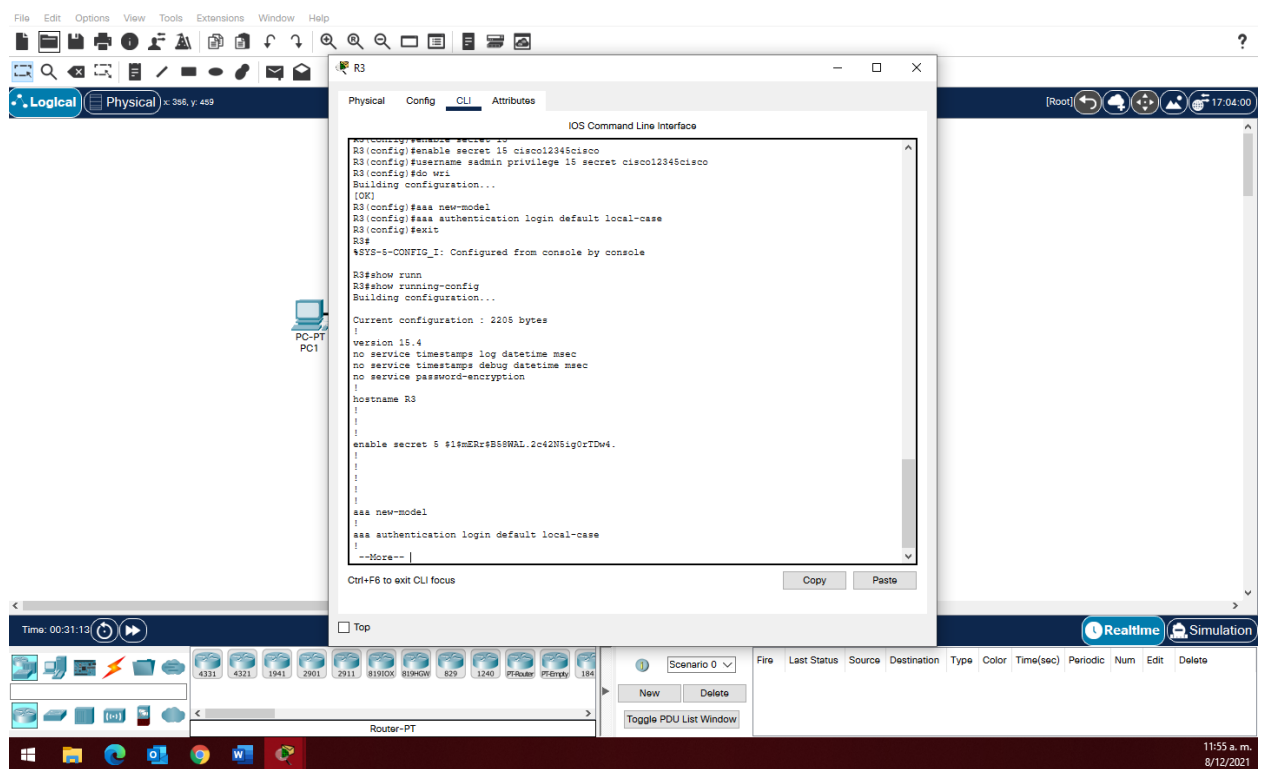 File Edit Options View Tools Extensions Window Help
?
R3
Logical Physical x: 356, y: 459
[Root] 17:04:00
Physical Config CLI Attributes
IOS Command Line Interface
R3(config)#enable secret 15
R3(config)#enable secret 15 cisco12345cisco
R3(config)#username sadmin privilege 15 secret cisco12345cisco
R3(config)#do wri
Building configuration...
[OK]
R3(config)#aaa new-model
R3(config)#aaa authentication login default local-case
R3(config)#exit
R3#
%SYS-5-CONFIG_I: Configured from console by console
R3#show runn
R3#show running-config
Building configuration...
Current configuration : 2205 bytes
!
version 15.4
no service timestamps log datetime msec
no service timestamps debug datetime msec
no service password-encryption
!
hostname R3
!
!
!
enable secret 5 $1$mERr$B58WAL.2c42N5ig0rTDw4.
!
!
!
!
!
aaa new-model
!
aaa authentication login default local-case
!
--More--
Ctrl+F6 to exit CLI focus
Copy Paste
Top
PC-PT
PC1
Time: 00:31:13
Realtime Simulation
4331 4321 1941 2901 2911 819IOX 819HGW 829 1240 PT-Router PT-Empty 184
Router-PT
Scenario 0
New Delete
Toggle PDU List Window
Fire Last Status Source Destination Type Color Time(sec) Periodic Num Edit Delete
11:55 a. m.
8/12/2021